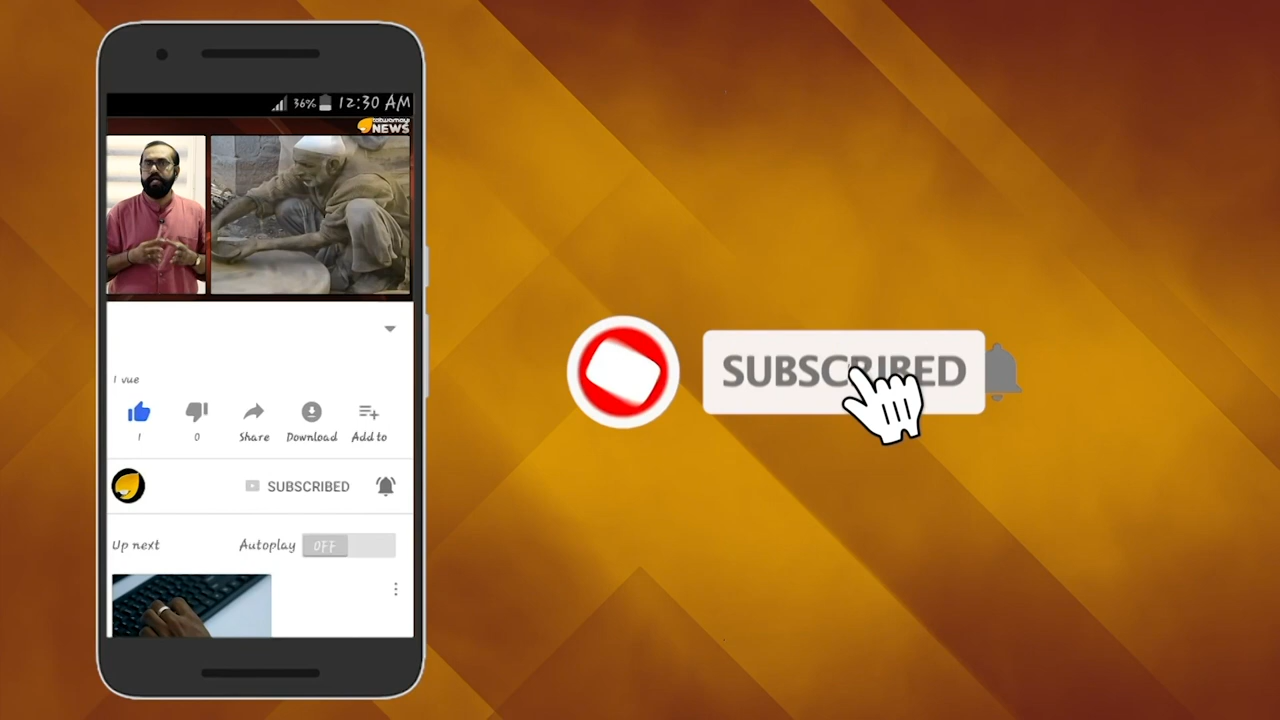 36% 12:30 AM
tatwamayi
NEWS
1 vue
1
0
Share
Download
Add to
SUBSCRIBED
Up next
Autoplay
OFF
SUBSCRIBED